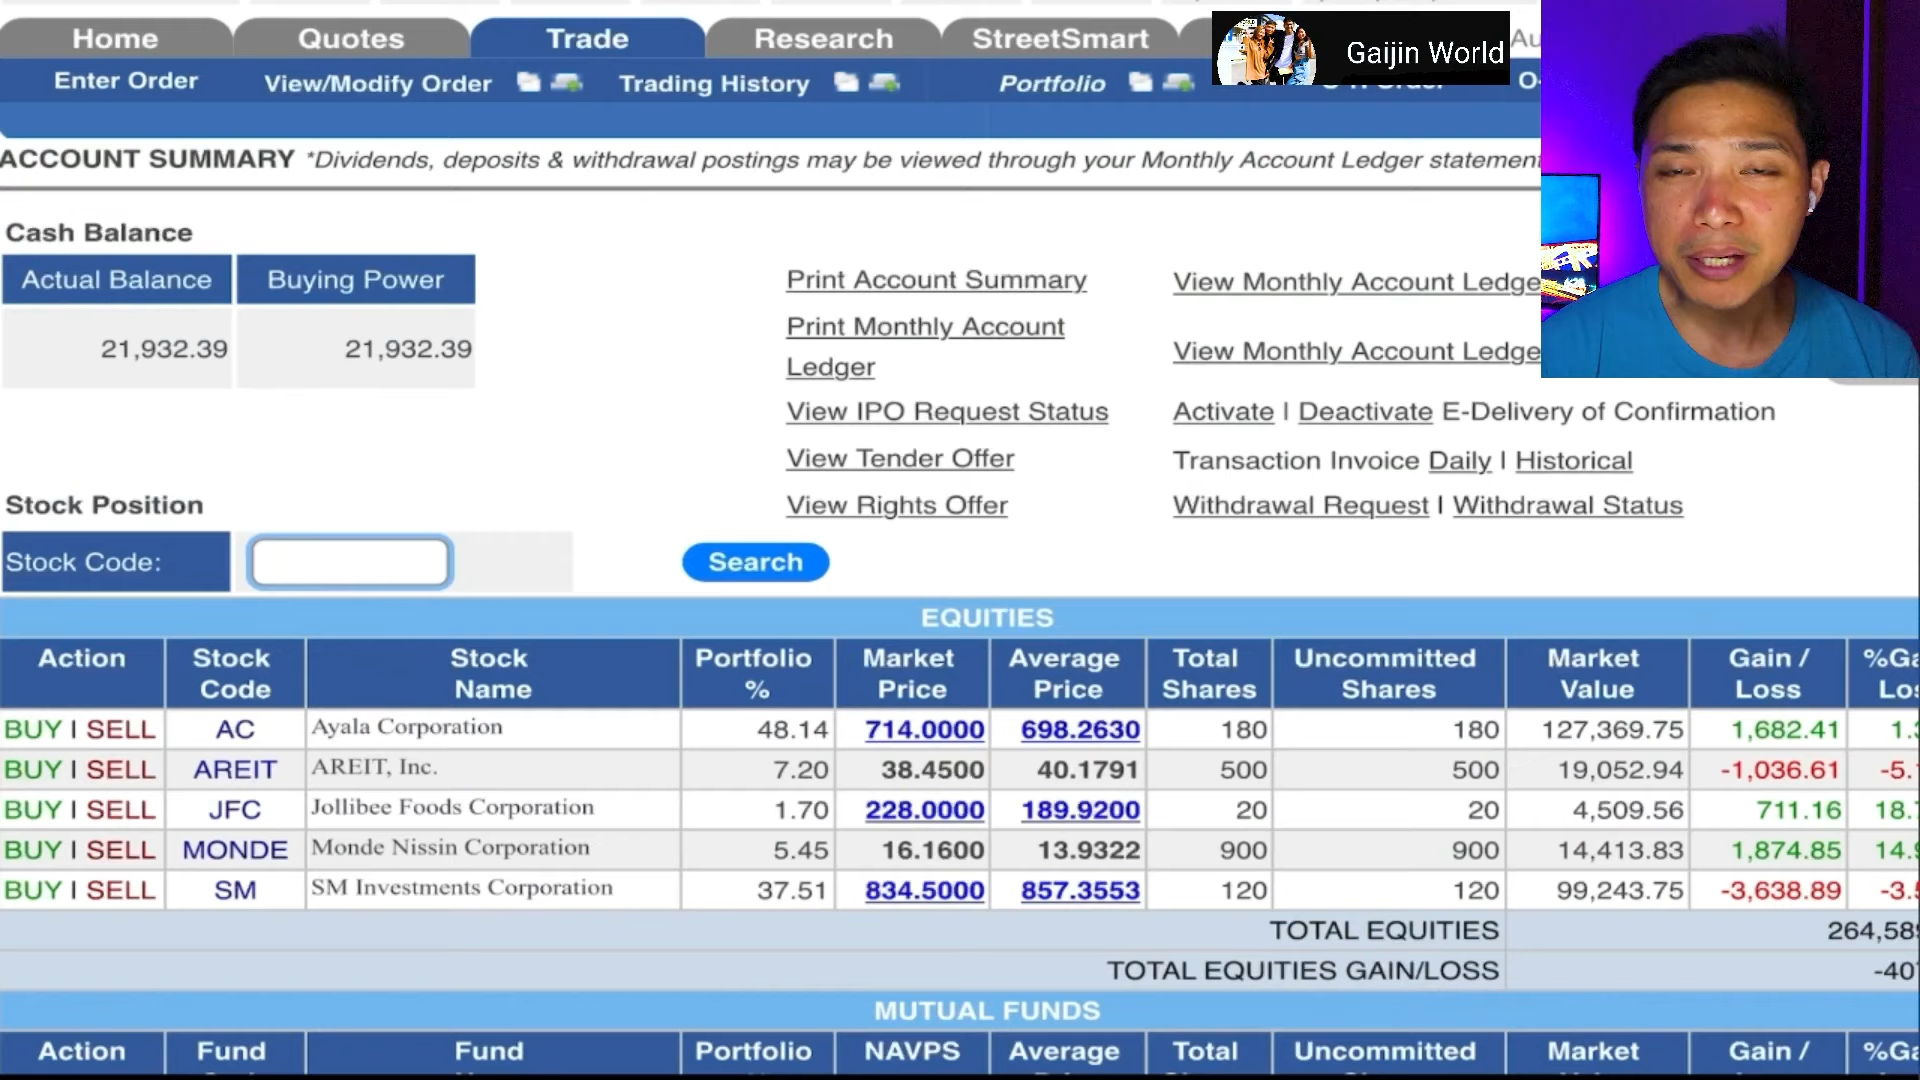 Home Quotes Trade Research StreetSmart
Gaijin World
Enter Order View/Modify Order Trading History Portfolio
ACCOUNT SUMMARY *Dividends, deposits & withdrawal postings may be viewed through your Monthly Account Ledger statement
Cash Balance
Actual Balance Buying Power
21,932.39 21,932.39
Print Account Summary View Monthly Account Ledge
Print Monthly Account
Ledger
View Monthly Account Ledge
View IPO Request Status Activate | Deactivate E-Delivery of Confirmation
View Tender Offer Transaction Invoice Daily | Historical
View Rights Offer Withdrawal Request | Withdrawal Status
Stock Position
Stock Code: Search
EQUITIES
Action Stock Code Stock Name Portfolio % Market Price Average Price Total Shares Uncommitted Shares Market Value Gain / Loss
BUY | SELL AC Ayala Corporation 48.14 714.0000 698.2630 180 180 127,369.75 1,682.41
BUY | SELL AREIT AREIT, Inc. 7.20 38.4500 40.1791 500 500 19,052.94 -1,036.61
BUY | SELL JFC Jollibee Foods Corporation 1.70 228.0000 189.9200 20 20 4,509.56 711.16
BUY | SELL MONDE Monde Nissin Corporation 5.45 16.1600 13.9322 900 900 14,413.83 1,874.85
BUY | SELL SM SM Investments Corporation 37.51 834.5000 857.3553 120 120 99,243.75 -3,638.89
TOTAL EQUITIES 264,58
TOTAL EQUITIES GAIN/LOSS -40
MUTUAL FUNDS
Action Fund Fund Portfolio NAVPS Average Total Uncommitted Market Gain /